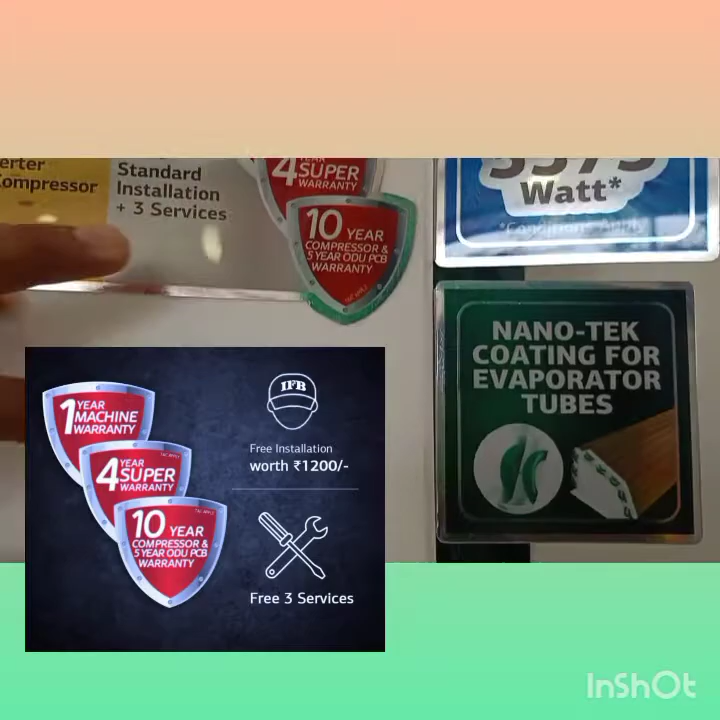 Compressor
Standard
Installation
+ 3 Services
4 SUPER
WARRANTY
10 YEAR
COMPRESSOR &
5 YEAR ODU PCB
WARRANTY
Watt*
*Conditions Apply
NANO-TEK
COATING FOR
EVAPORATOR
TUBES
1 YEAR
MACHINE
WARRANTY
4 YEAR
SUPER
WARRANTY
10 YEAR
COMPRESSOR &
5 YEAR ODU PCB
WARRANTY
IFB
Free Installation
worth ₹1200/-
Free 3 Services
InShOt